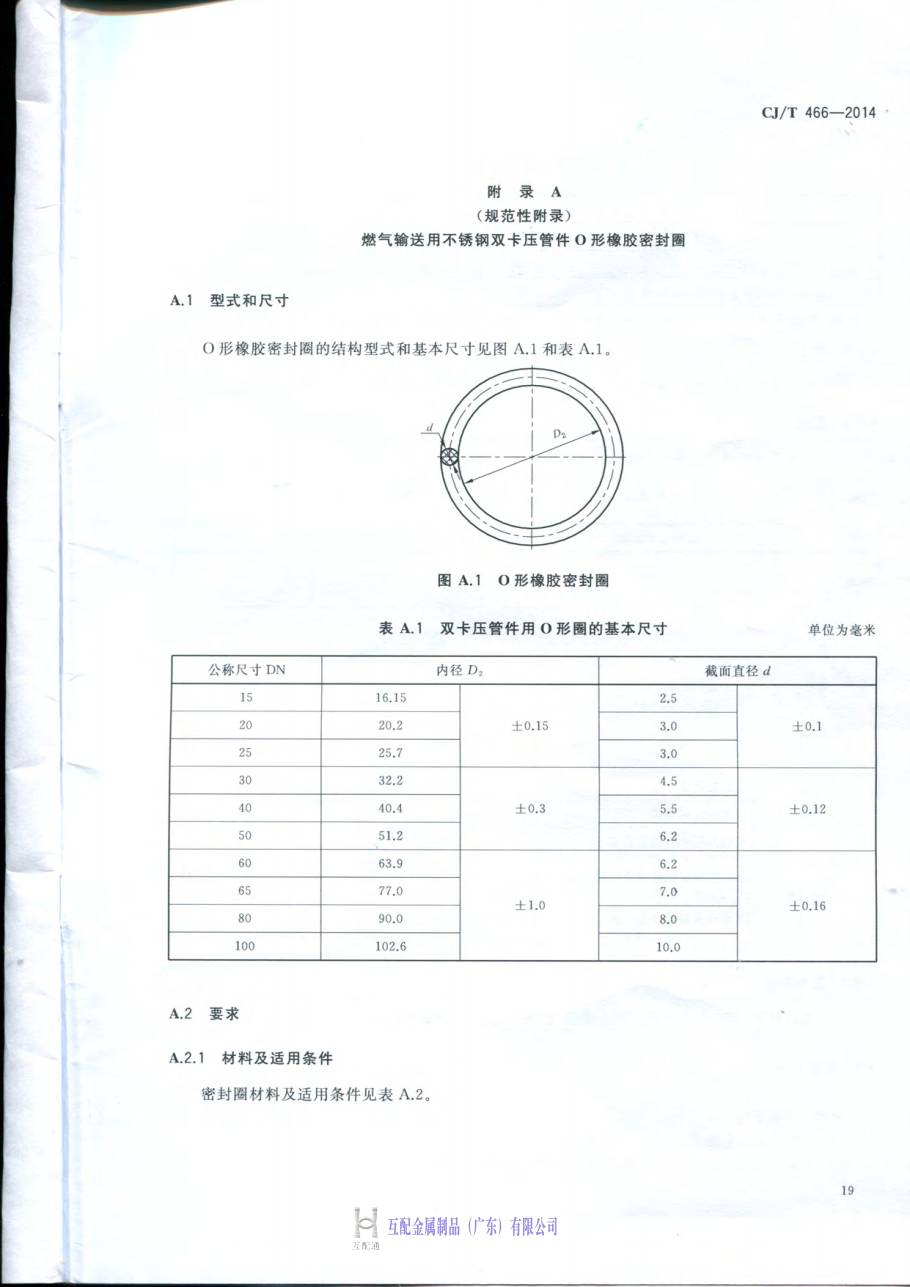 CJ/T 466—2014
附 录 A
（规范性附录）
燃气输送用不锈钢双卡压管件 O 形橡胶密封圈
A.1 型式和尺寸
O 形橡胶密封圈的结构型式和基本尺寸见图 A.1 和表 A.1。
d
D₂
图 A.1 O 形橡胶密封圈
表 A.1 双卡压管件用 O 形圈的基本尺寸 单位为毫米
公称尺寸 DN 内径 D₂ 截面直径 d
15 16.15 2.5
20 20.2 ±0.15 3.0 ±0.1
25 25.7 3.0
30 32.2 4.5
40 40.4 ±0.3 5.5 ±0.12
50 51.2 6.2
60 63.9 6.2
65 77.0 7.0
±1.0 ±0.16
80 90.0 8.0
100 102.6 10.0
A.2 要求
A.2.1 材料及适用条件
密封圈材料及适用条件见表 A.2。
19
互配通
互配金属制品（广东）有限公司